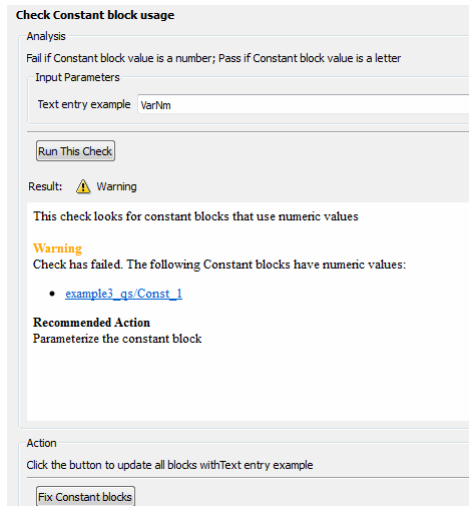 Check Constant block usage
Analysis
Fail if Constant block value is a number; Pass if Constant block value is a letter
Input Parameters
Text entry example VarNm
Run This Check
Result: Warning
This check looks for constant blocks that use numeric values
Warning
Check has failed. The following Constant blocks have numeric values:
• example3_qs/Const_1
Recommended Action
Parameterize the constant block
Action
Click the button to update all blocks withText entry example
Fix Constant blocks